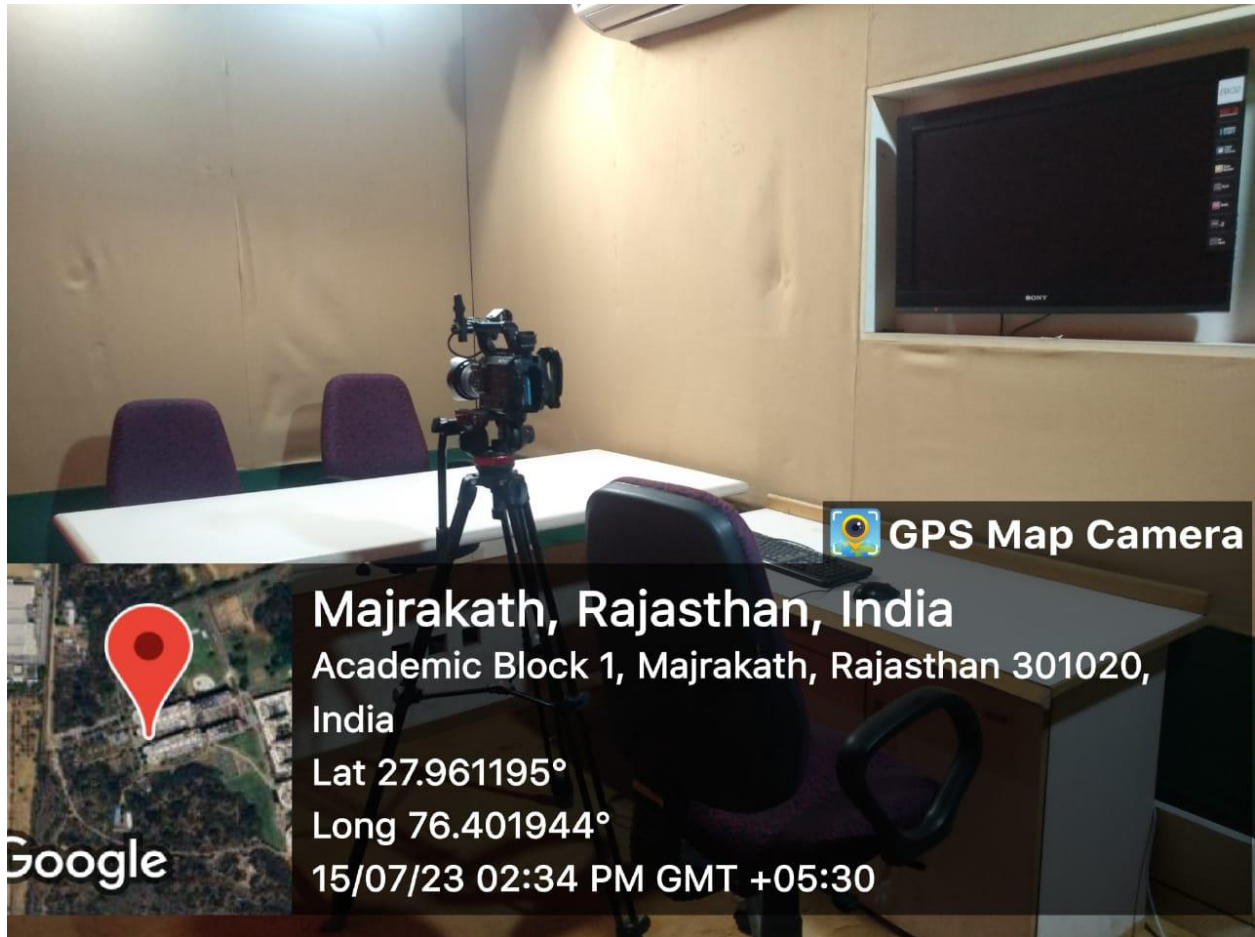 SONY
GPS Map Camera
Majrakath, Rajasthan, India
Academic Block 1, Majrakath, Rajasthan 301020,
India
Lat 27.961195°
Long 76.401944°
15/07/23 02:34 PM GMT +05:30
Google